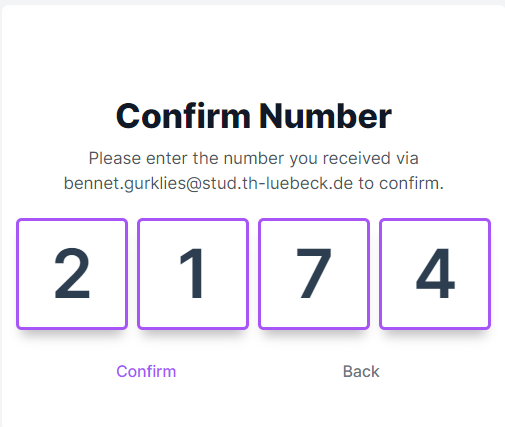 Confirm Number
Please enter the number you received via
bennet.gurklies@stud.th-luebeck.de to confirm.
2 1 7 4
Confirm Back